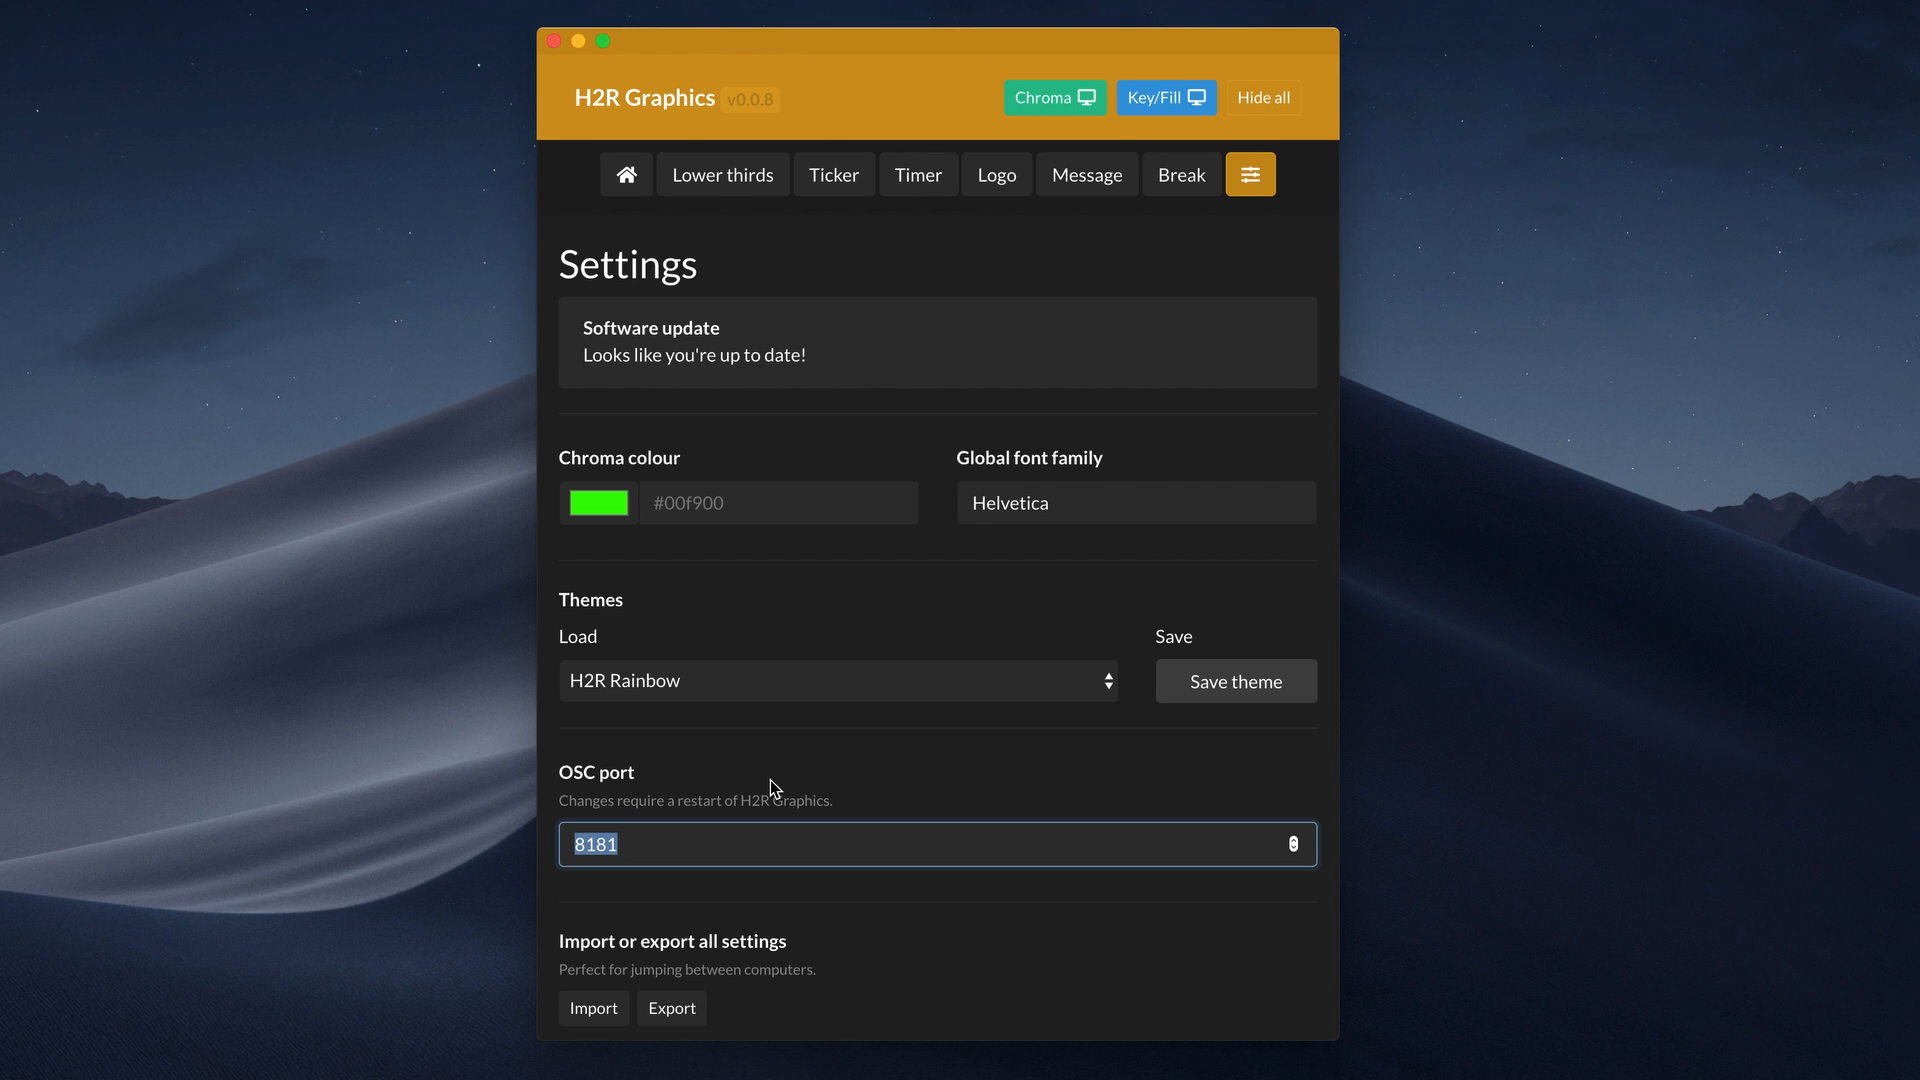 H2R Graphics v0.0.8
Chroma
Key/Fill
Hide all
Lower thirds
Ticker
Timer
Logo
Message
Break
Settings
Software update
Looks like you're up to date!
Chroma colour
#00f900
Global font family
Helvetica
Themes
Load
H2R Rainbow
Save
Save theme
OSC port
Changes require a restart of H2R Graphics.
8181
Import or export all settings
Perfect for jumping between computers.
Import
Export